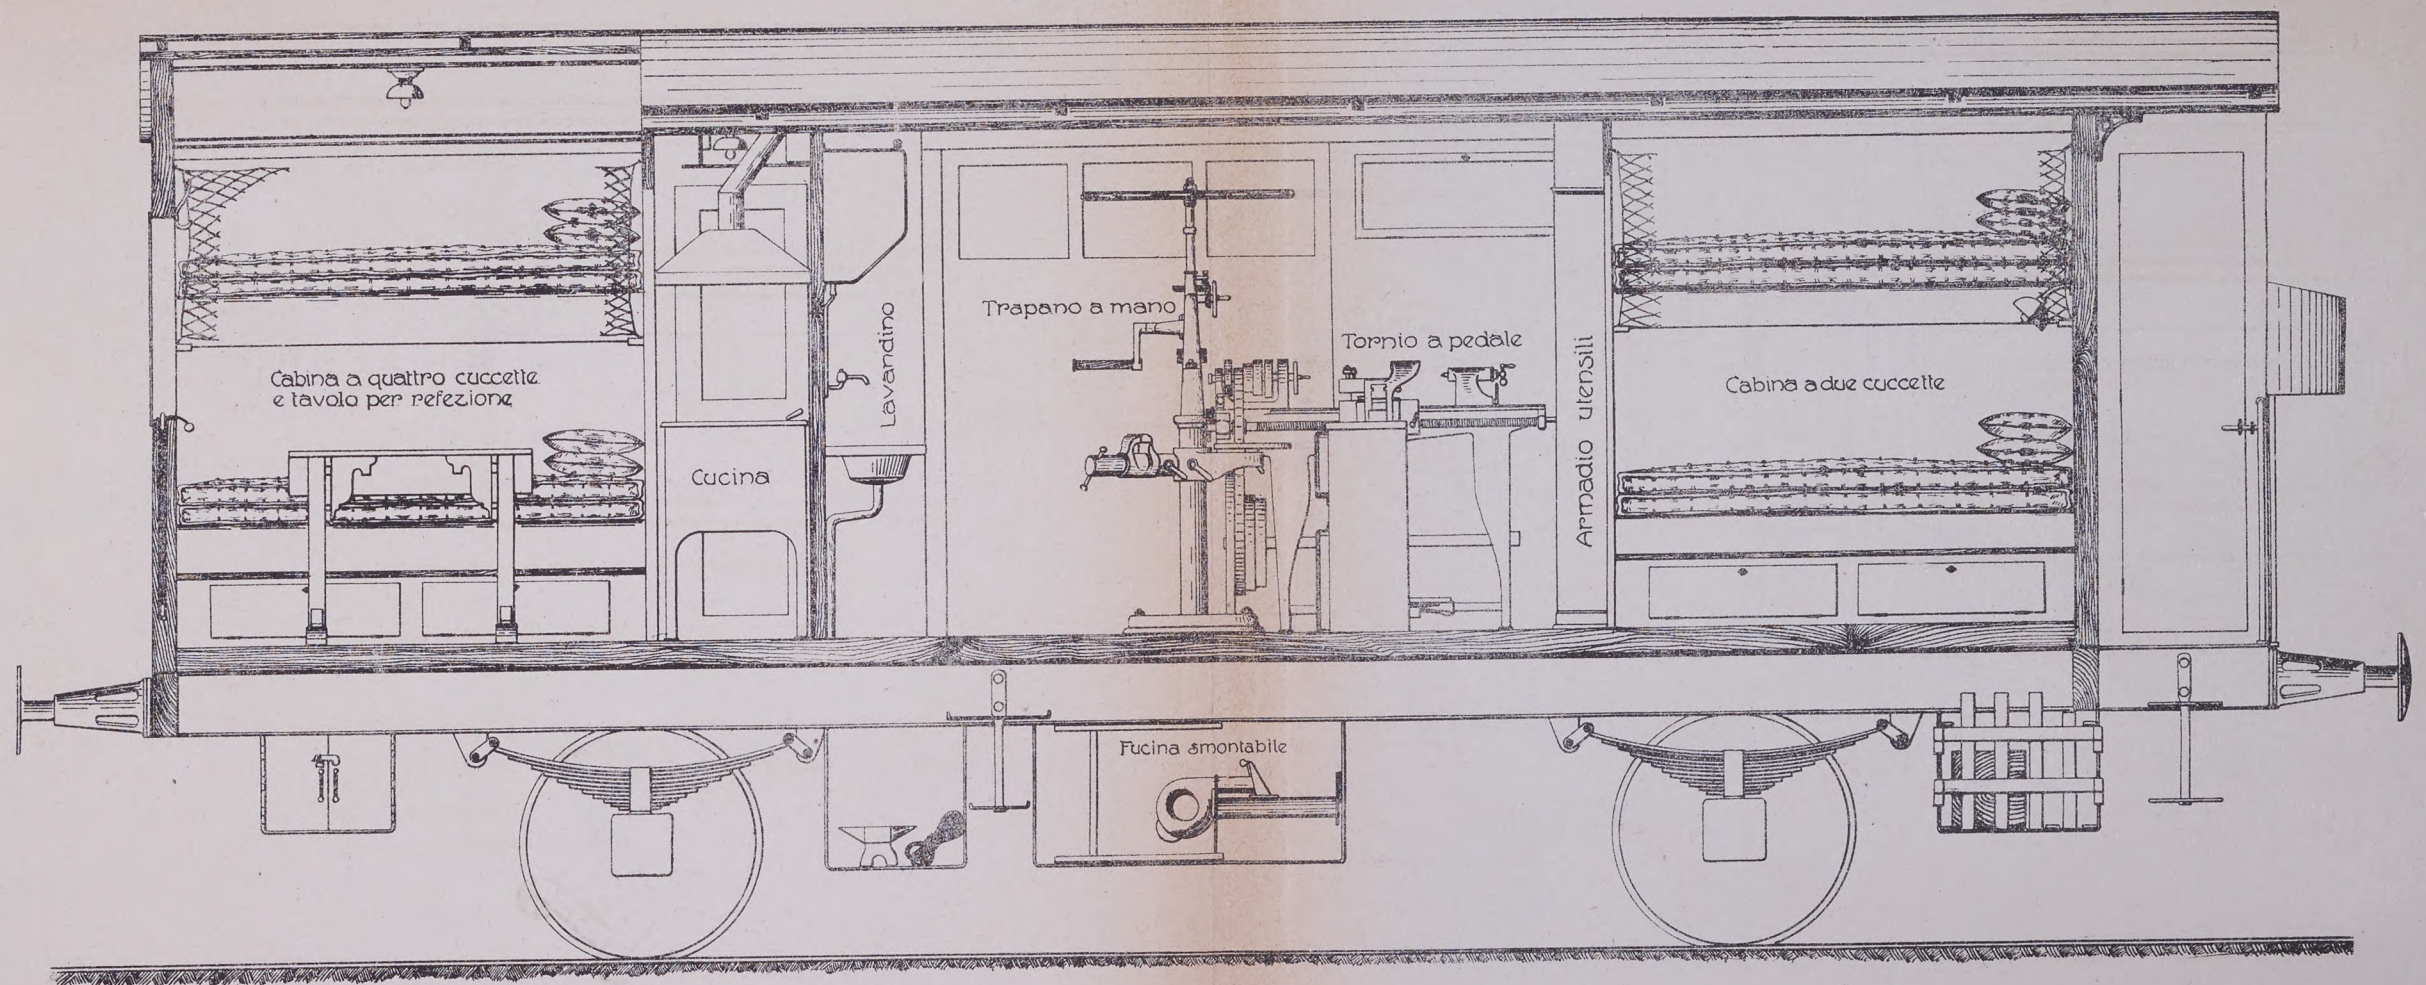 Cabina a quattro cuccette
e tavolo per refezione
Cucina
Lavandino
Trapano a mano
Tornio a pedale
Armadio utensili
Cabina a due cuccette
Fucina smontabile